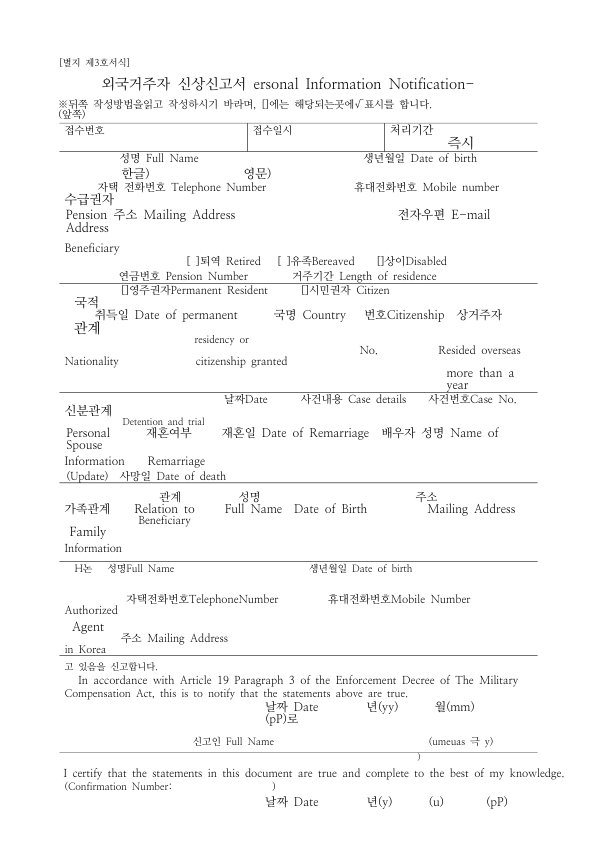 [별지 제3호서식]
외국거주자 신상신고서 ersonal Information Notification-
※뒤쪽 작성방법을읽고 작성하시기 바라며, []에는 해당되는곳에√표시를 합니다.
(앞쪽)
접수번호 접수일시 처리기간
즉시
성명 Full Name 생년월일 Date of birth
한글) 영문)
자택 전화번호 Telephone Number 휴대전화번호 Mobile number
수급권자
Pension 주소 Mailing Address 전자우편 E-mail
Address
Beneficiary
[ ]퇴역 Retired [ ]유족Bereaved []상이Disabled
연금번호 Pension Number 거주기간 Length of residence
[]영주권자Permanent Resident []시민권자 Citizen
국적
취득일 Date of permanent 국명 Country 번호Citizenship 상거주자
관계
residency or
No. Resided overseas
Nationality citizenship granted
more than a
year
날짜Date 사건내용 Case details 사건번호Case No.
신분관계
Detention and trial
Personal 재혼여부 재혼일 Date of Remarriage 배우자 성명 Name of
Spouse
Information Remarriage
(Update) 사망일 Date of death
관계 성명 주소
가족관계 Relation to Full Name Date of Birth Mailing Address
Beneficiary
Family
Information
H논 성명Full Name 생년월일 Date of birth
자택전화번호TelephoneNumber 휴대전화번호Mobile Number
Authorized
Agent
주소 Mailing Address
in Korea
고 있음을 신고합니다.
In accordance with Article 19 Paragraph 3 of the Enforcement Decree of The Military
Compensation Act, this is to notify that the statements above are true.
날짜 Date 년(yy) 월(mm)
(pP)로
신고인 Full Name (umeuas 극 y)
)
I certify that the statements in this document are true and complete to the best of my knowledge.
(Confirmation Number: )
날짜 Date 년(y) (u) (pP)